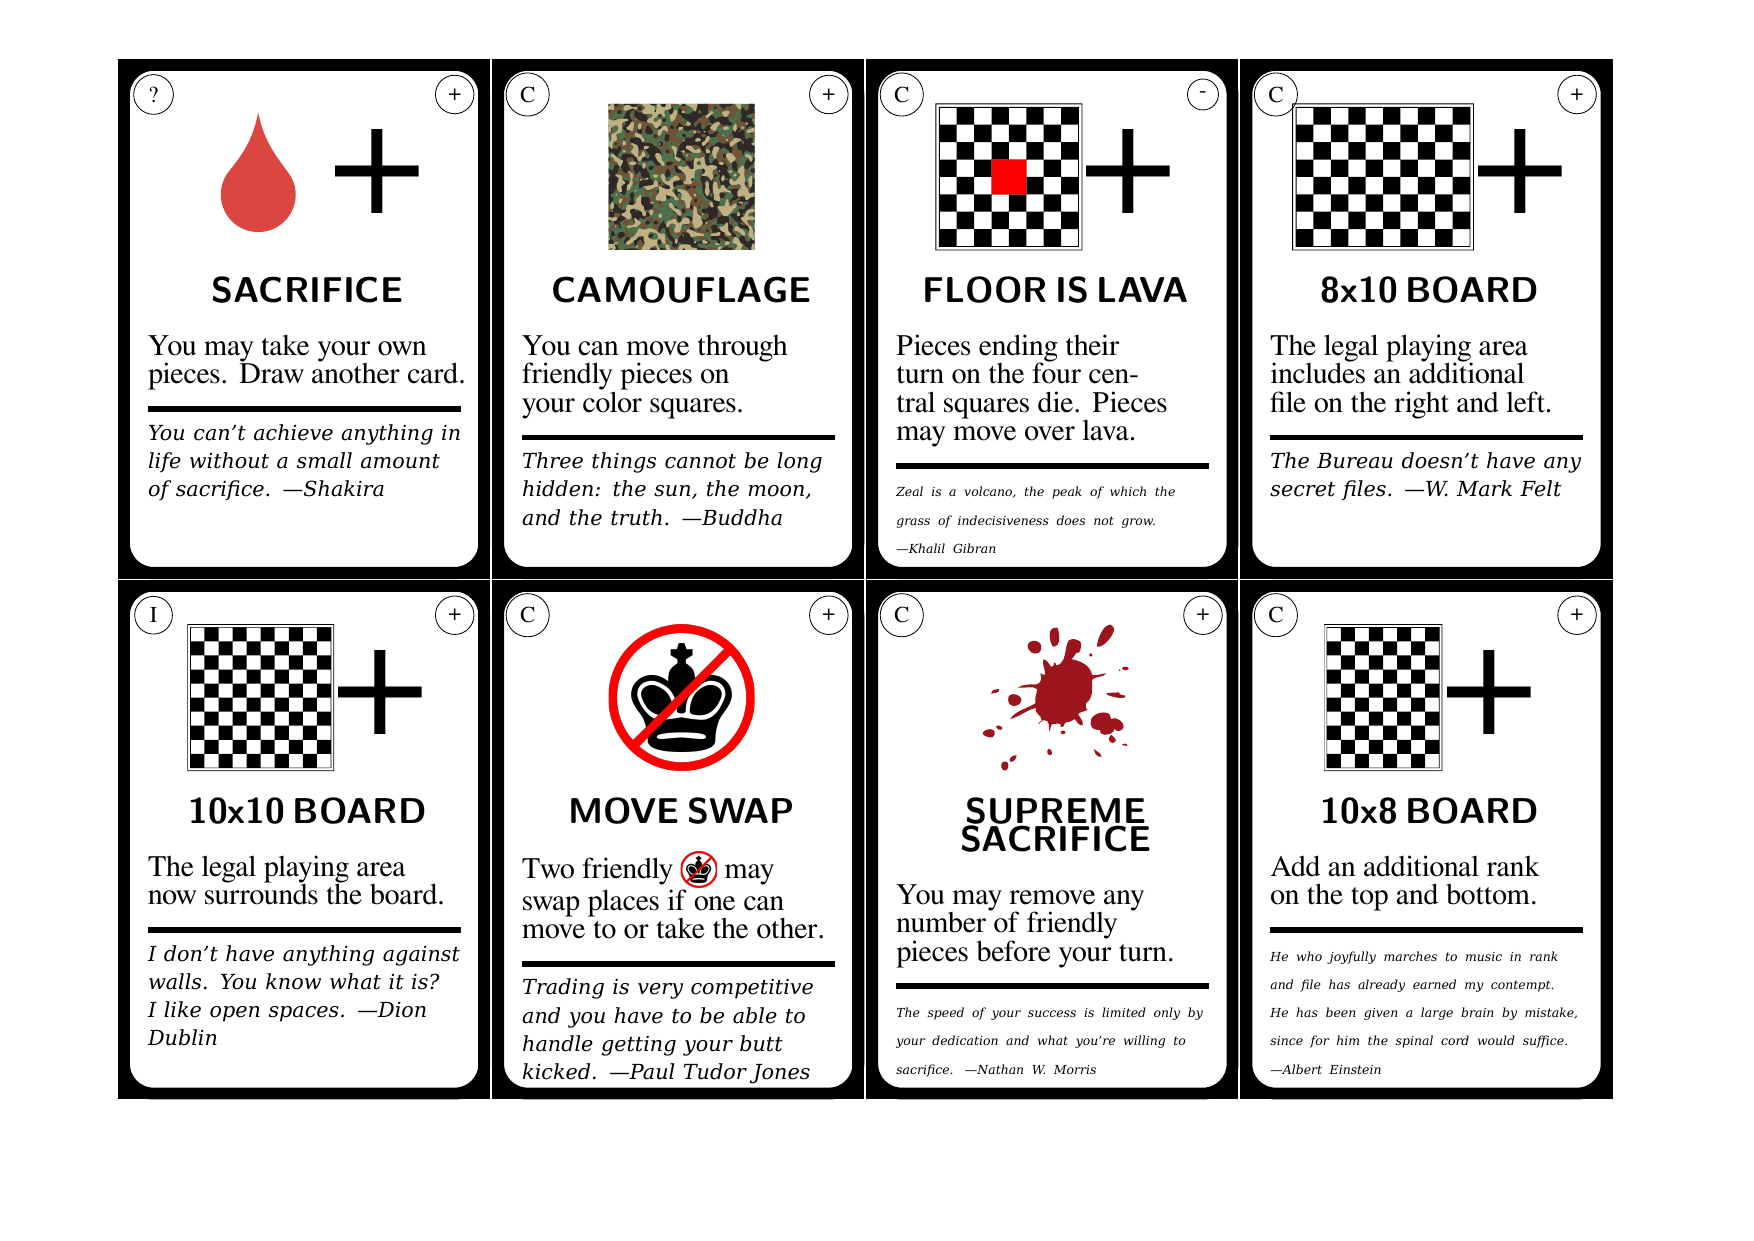 ?
+
SACRIFICE
You may take your own
pieces. Draw another card.
You can't achieve anything in
life without a small amount
of sacrifice. —Shakira
C
+
CAMOUFLAGE
You can move through
friendly pieces on
your color squares.
Three things cannot be long
hidden: the sun, the moon,
and the truth. —Buddha
C
-
FLOOR IS LAVA
Pieces ending their
turn on the four cen-
tral squares die. Pieces
may move over lava.
Zeal is a volcano, the peak of which the
grass of indecisiveness does not grow.
—Khalil Gibran
C
+
8x10 BOARD
The legal playing area
includes an additional
file on the right and left.
The Bureau doesn't have any
secret files. —W. Mark Felt
I
+
10x10 BOARD
The legal playing area
now surrounds the board.
I don't have anything against
walls. You know what it is?
I like open spaces. —Dion
Dublin
C
+
MOVE SWAP
Two friendly may
swap places if one can
move to or take the other.
Trading is very competitive
and you have to be able to
handle getting your butt
kicked. —Paul Tudor Jones
C
+
SUPREME
SACRIFICE
You may remove any
number of friendly
pieces before your turn.
The speed of your success is limited only by
your dedication and what you're willing to
sacrifice. —Nathan W. Morris
C
+
10x8 BOARD
Add an additional rank
on the top and bottom.
He who joyfully marches to music in rank
and file has already earned my contempt.
He has been given a large brain by mistake,
since for him the spinal cord would suffice.
—Albert Einstein